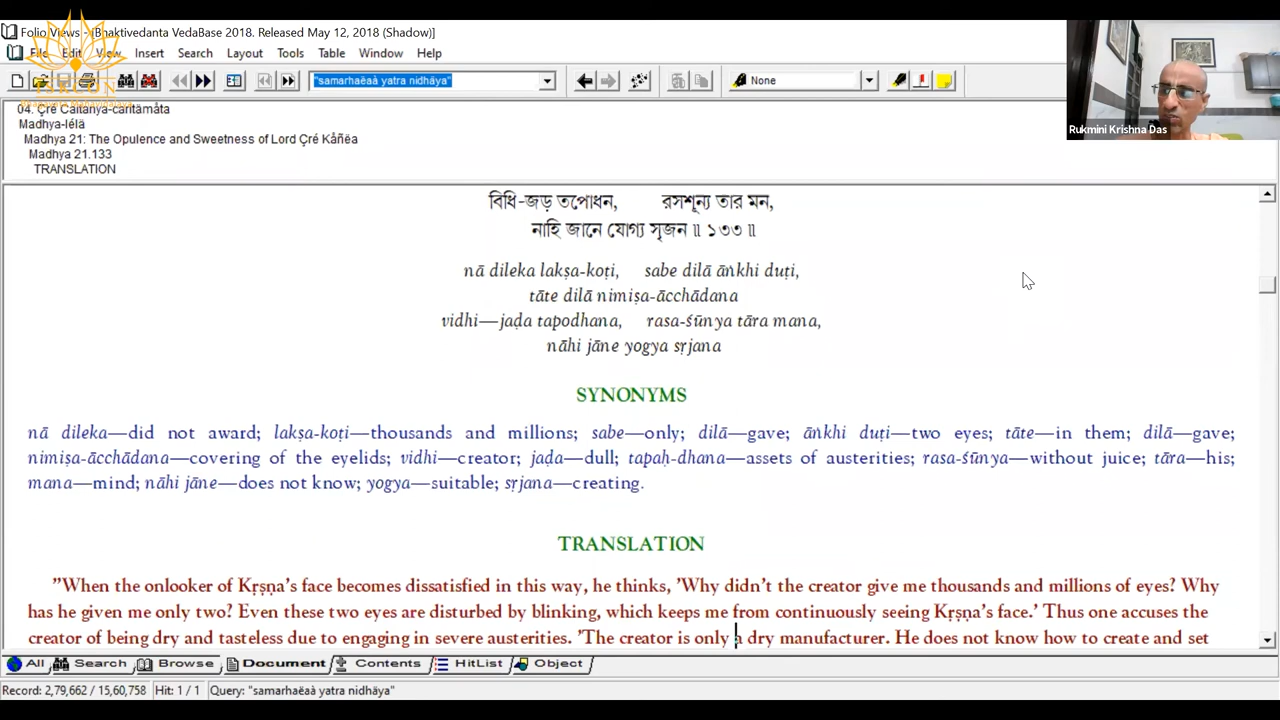 Folio Views - [Bhaktivedanta VedaBase 2018. Released May 12, 2018 (Shadow)]
File Edit View Insert Search Layout Tools Table Window Help
"samarhaëaà yatra nidhäya" None
04. Çré Caitanya-caritämåta
Madhya-lélä
Madhya 21: The Opulence and Sweetness of Lord Çré Kåñëa
Madhya 21.133
TRANSLATION
Rukmini Krishna Das
বিধি-জড় তপোধন, রসশূন্য তার মন,
নাহি জানে যোগ্য সৃজন ॥ ১৩৩ ॥
nā dileka lakṣa-koṭi, sabe dilā āṅkhi duṭi,
tāte dilā nimiṣa-ācchādana
vidhi—jaḍa tapodhana, rasa-śūnya tāra mana,
nāhi jāne yogya sṛjana
SYNONYMS
nā dileka—did not award; lakṣa-koṭi—thousands and millions; sabe—only; dilā—gave; āṅkhi duṭi—two eyes; tāte—in them; dilā—gave;
nimiṣa-ācchādana—covering of the eyelids; vidhi—creator; jaḍa—dull; tapaḥ-dhana—assets of austerities; rasa-śūnya—without juice; tāra—his;
mana—mind; nāhi jāne—does not know; yogya—suitable; sṛjana—creating.
TRANSLATION
"When the onlooker of Kṛṣṇa's face becomes dissatisfied in this way, he thinks, 'Why didn't the creator give me thousands and millions of eyes? Why
has he given me only two? Even these two eyes are disturbed by blinking, which keeps me from continuously seeing Kṛṣṇa's face.' Thus one accuses the
creator of being dry and tasteless due to engaging in severe austerities. 'The creator is only a dry manufacturer. He does not know how to create and set
All Search Browse Document Contents HitList Object
Record: 2,79,662 / 15,60,758 Hit: 1 / 1 Query: "samarhaëaà yatra nidhäya"